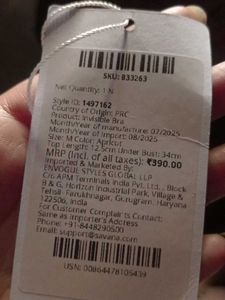 SKU: 833263
Net Quantity: 1 N
Style ID: 1497162
Country of Origin: PRC
Product: Invisible Bra
Month/Year of manufacture: 07/2025
Month/Year of Import: 08/2025
Size: M Color: Apricot
Top Length: 12.5cm Under Bust: 34cm
MRP (incl. of all taxes): ₹390.00
Imported & Marketed By:
ENVOGUE STYLES GLOBAL LLP
C/o APM Terminals India Pvt. Ltd., Block
B & G, Horizon Industrial Park, Village &
Tehsil- Farukhnagar, Gurugram, Haryana
122506, India
For Customer Complaints Contact:
Same as Importer's Address
Phone: +91-8448290500
Email: support@savana.com
USN: 00864478105439